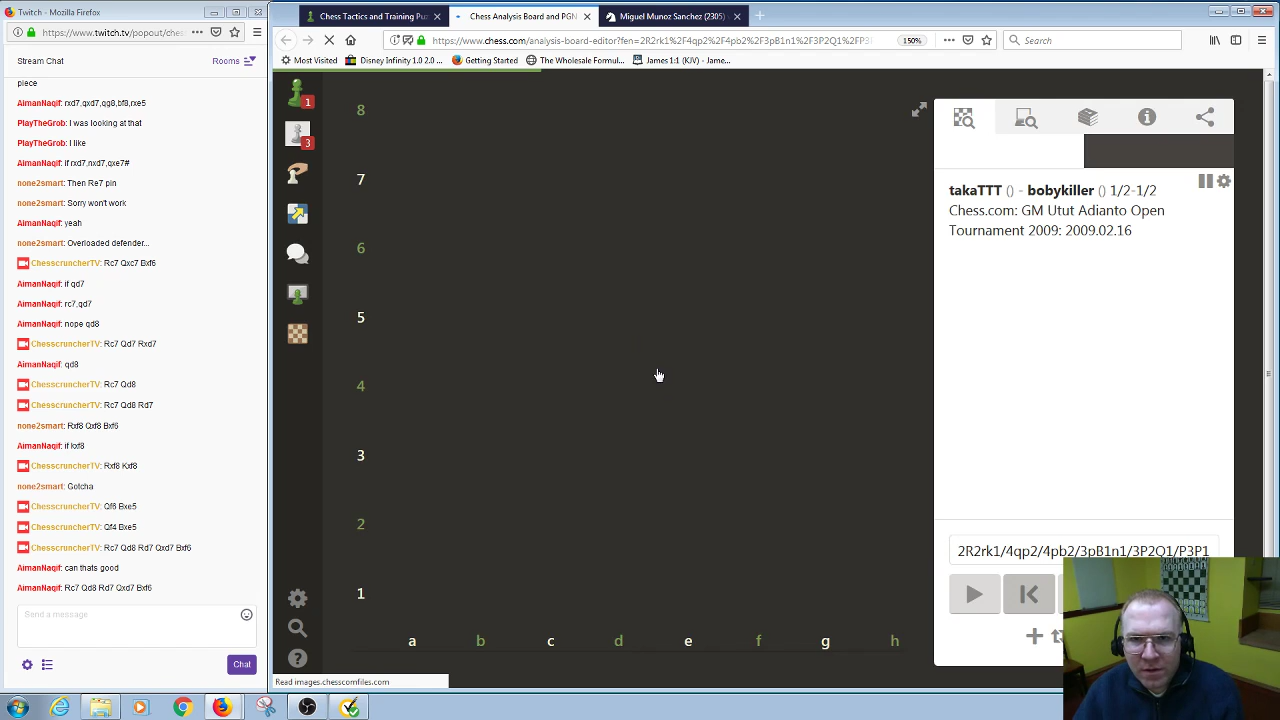 Twitch - Mozilla Firefox
https://www.twitch.tv/popout/ches
Stream Chat
Rooms
piece
AimanNaqif: rxd7,qxd7,qg8,bf8,rxe5
PlayTheGrob: I was looking at that
PlayTheGrob: I like
AimanNaqif: if rxd7,nxd7,qxe7#
none2smart: Then Re7 pin
none2smart: Sorry won't work
AimanNaqif: yeah
none2smart: Overloaded defender...
ChesscruncherTV: Rc7 Qxc7 Bxf6
AimanNaqif: if qd7
AimanNaqif: rc7,qd7
AimanNaqif: nope qd8
ChesscruncherTV: Rc7 Qd7 Rxd7
AimanNaqif: qd8
ChesscruncherTV: Rc7 Qd8
ChesscruncherTV: Rc7 Qd8 Rd7
none2smart: Rxf8 Qxf8 Bxf6
AimanNaqif: if kxf8
ChesscruncherTV: Rxf8 Kxf8
none2smart: Gotcha
ChesscruncherTV: Qf6 Bxe5
ChesscruncherTV: Qf4 Bxe5
ChesscruncherTV: Rc7 Qd8 Rd7 Qxd7 Bxf6
AimanNaqif: can thats good
AimanNaqif: Rc7 Qd8 Rd7 Qxd7 Bxf6
Send a message
Chat
Chess Tactics and Training Puz
Chess Analysis Board and PGN
Miguel Munoz Sanchez (2305)
https://www.chess.com/analysis-board-editor?fen=2R2rk1%2F4qp2%2F4pb2%2F3pB1n1%2F3P2Q1%2FP3P
150%
Search
Most Visited
Disney Infinity 1.0 2.0 ...
Getting Started
The Wholesale Formul...
James 1:1 (KJV) - Jame...
1
3
8
7
6
5
4
3
2
1
a b c d e f g h
takaTTT () - bobykiller () 1/2-1/2
Chess.com: GM Utut Adianto Open
Tournament 2009: 2009.02.16
2R2rk1/4qp2/4pb2/3pB1n1/3P2Q1/P3P1
Read images.chesscomfiles.com